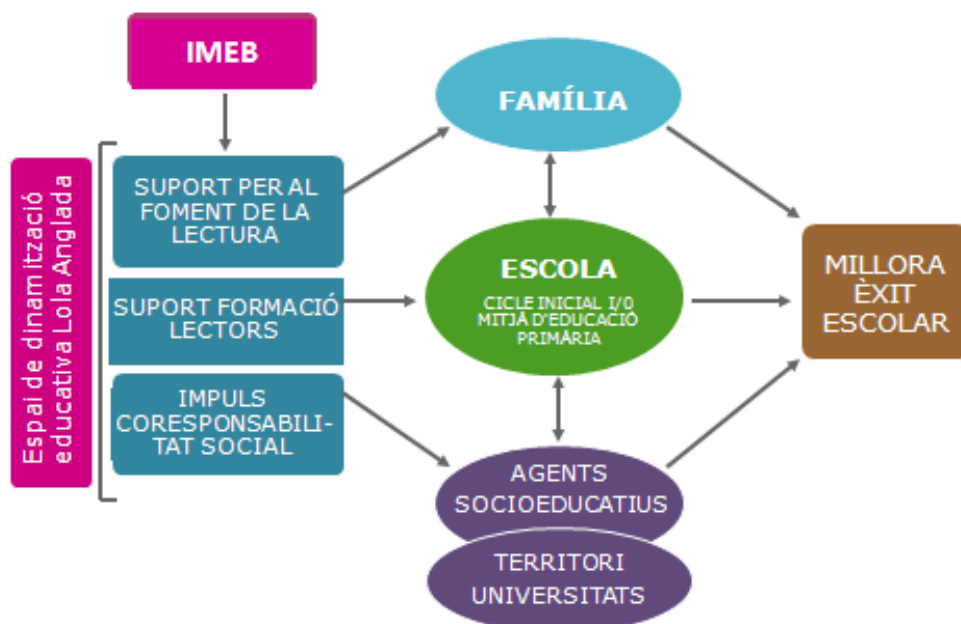 IMEB
FAMÍLIA
Espai de dinamització
educativa Lola Anglada
SUPORT PER AL
FOMENT DE LA
LECTURA
ESCOLA
CICLE INICIAL I/0
MITJÀ D'EDUCACIÓ
PRIMÀRIA
MILLORA
ÈXIT
ESCOLAR
SUPORT FORMACIÓ
LECTORS
IMPULS
CORESPONSABILI-
TAT SOCIAL
AGENTS
SOCIOEDUCATIUS
TERRITORI
UNIVERSITATS